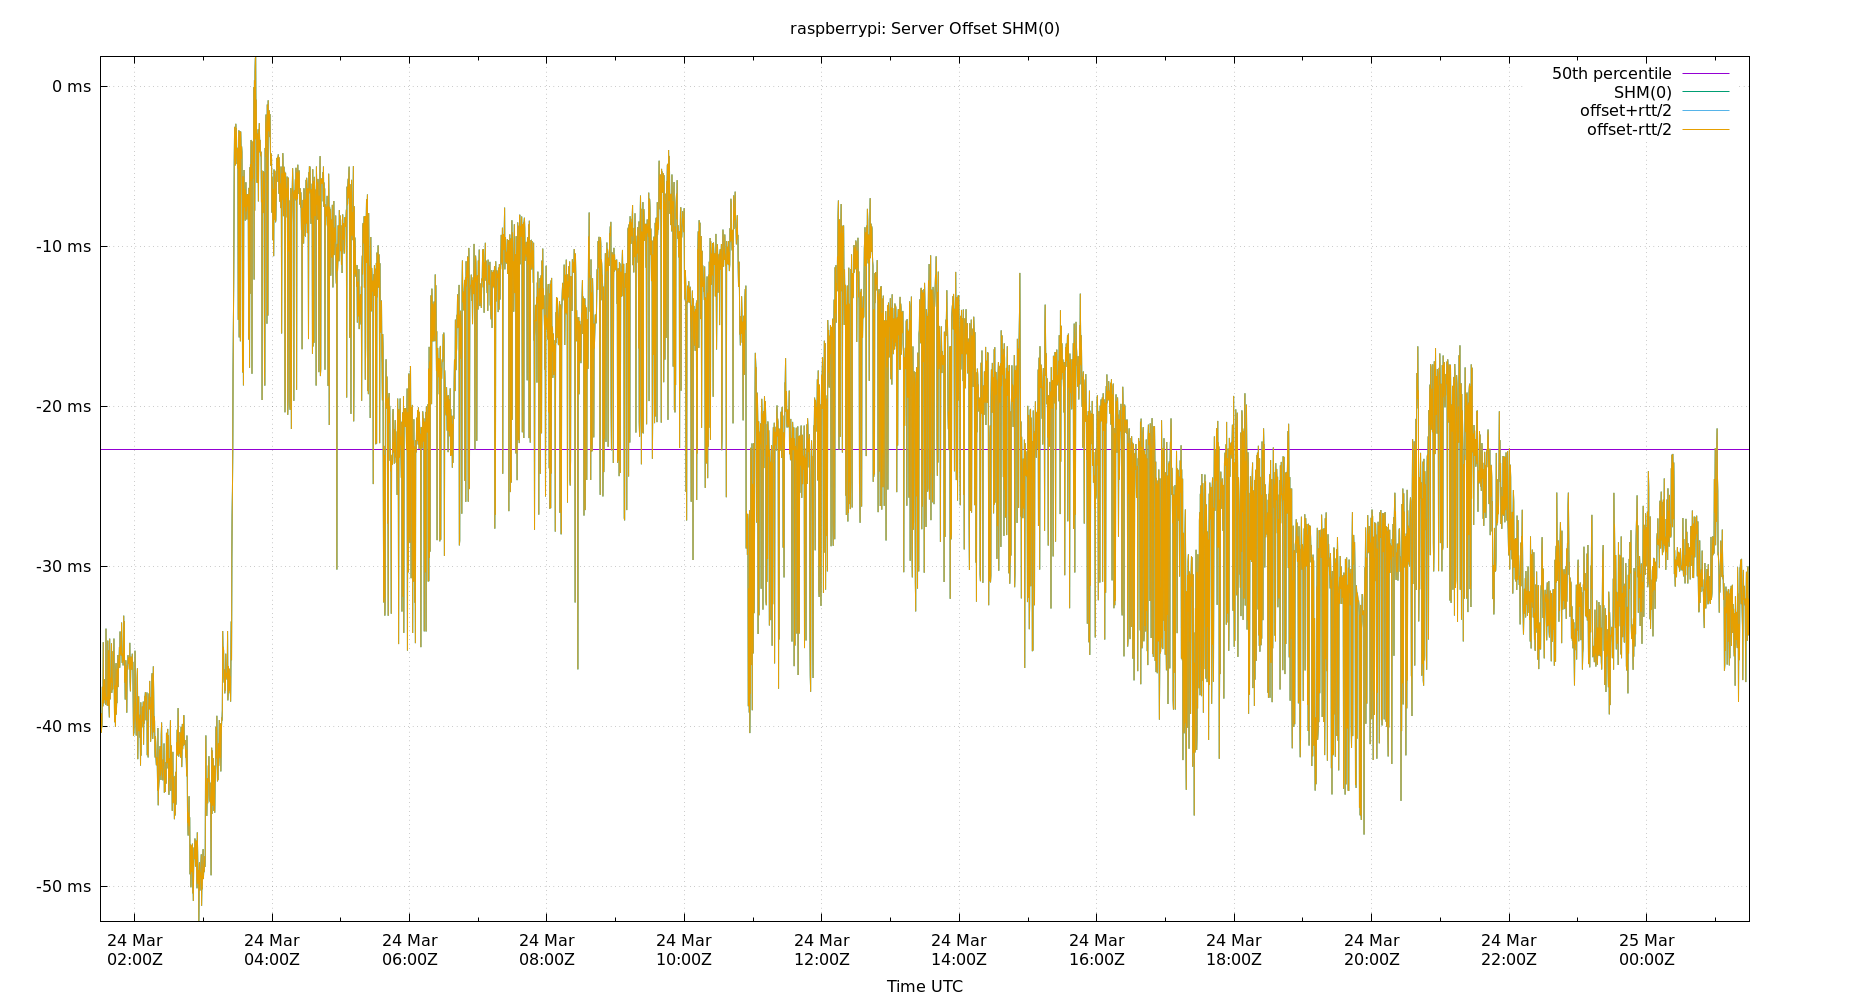 raspberrypi: Server Offset SHM(0)
50th percentile
SHM(0)
offset+rtt/2
offset-rtt/2
0 ms
-10 ms
-20 ms
-30 ms
-40 ms
-50 ms
24 Mar 24 Mar 24 Mar 24 Mar 24 Mar 24 Mar 24 Mar 24 Mar 24 Mar 24 Mar 24 Mar 25 Mar
02:00Z 04:00Z 06:00Z 08:00Z 10:00Z 12:00Z 14:00Z 16:00Z 18:00Z 20:00Z 22:00Z 00:00Z
Time UTC